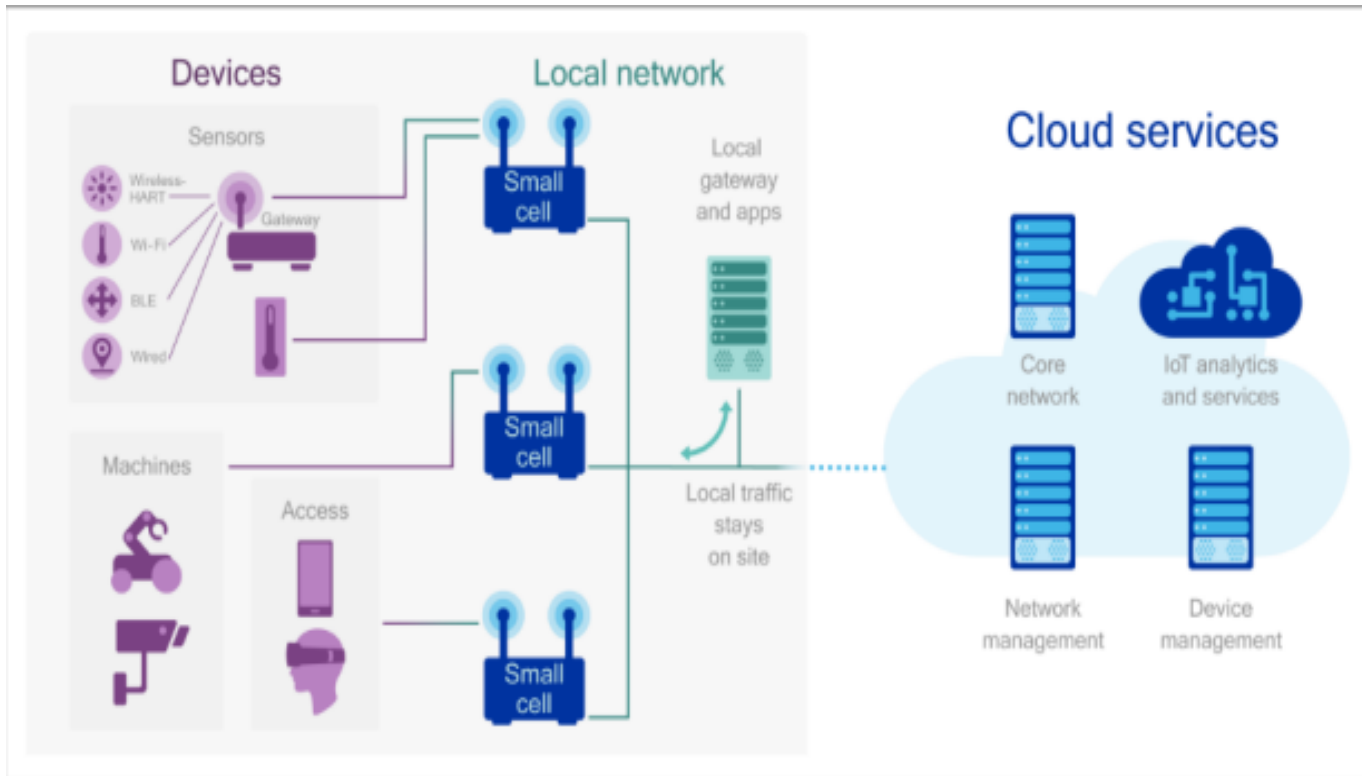 Devices
Local network
Cloud services
Sensors
Wireless-
HART
Gateway
Wi-Fi
BLE
Wired
Small
cell
Local
gateway
and apps
Machines
Access
Small
cell
Local traffic
stays
on site
Small
cell
Core
network
IoT analytics
and services
Network
management
Device
management